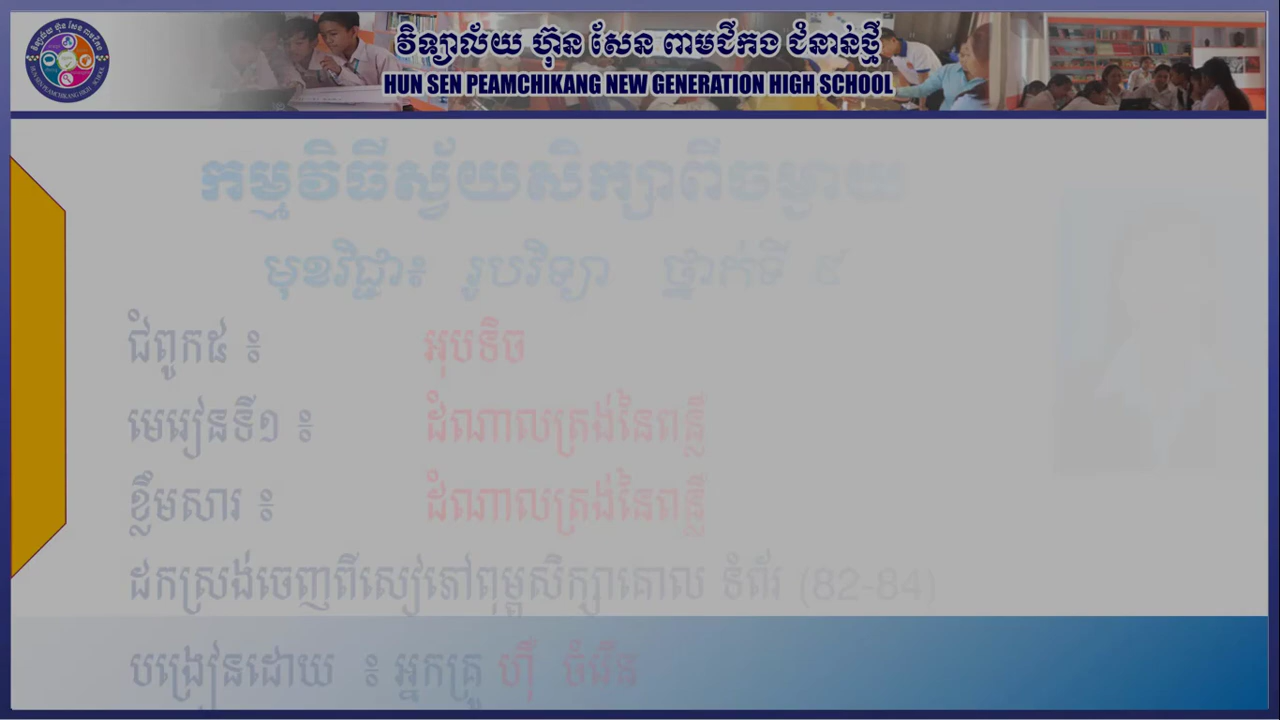 វិទ្យាល័យ ហ៊ុន សែន ពាមជីកង ជំនាន់ថ្មី
HUN SEN PEAMCHIKANG NEW GENERATION HIGH SCHOOL
កម្មវិធីស្វ័យសិក្សាពីចម្ងាយ
មុខវិជ្ជា៖ រូបវិទ្យា ថ្នាក់ទី ៩
ជំពូក៥ ៖ អុបទិច
មេរៀនទី១ ៖ ដំណាលត្រង់នៃពន្លឺ
ខ្លឹមសារ ៖ ដំណាលត្រង់នៃពន្លឺ
ដកស្រង់ចេញពីសៀវភៅពុម្ពសិក្សាគោល ទំព័រ (82-84)
បង្រៀនដោយ ៖ អ្នកគ្រូ ហ៊ី ចំរើន